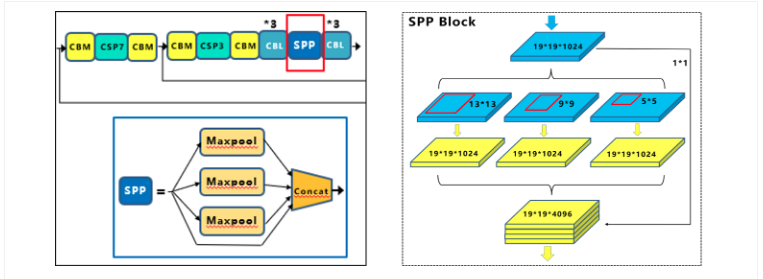 *3 *3
CBM CSP7 CBM CBM CSP3 CBM CBL SPP CBL
Maxpool
Maxpool
SPP = Concat
Maxpool
SPP Block
19*19*1024
1*1
13*13 9*9 5*5
19*19*1024 19*19*1024 19*19*1024
19*19*4096